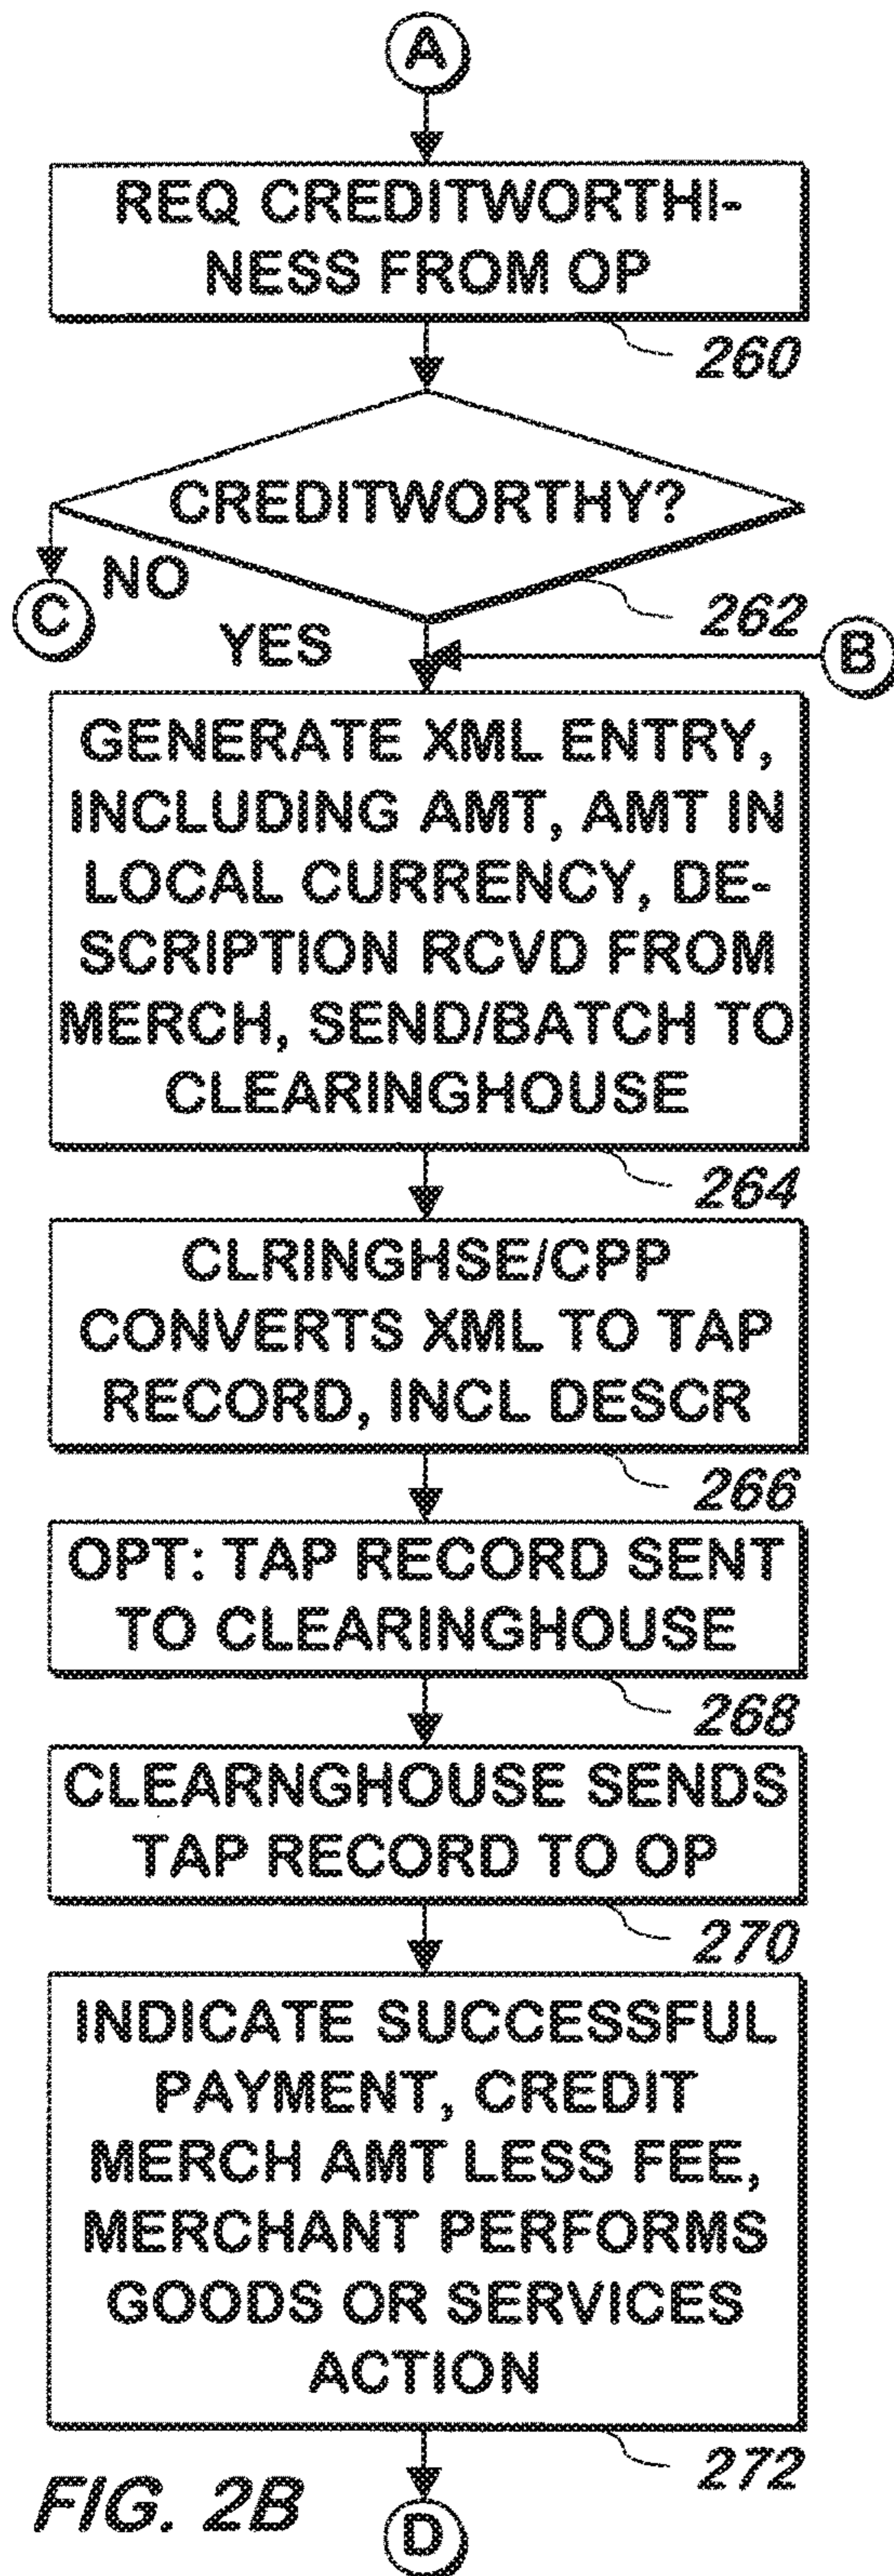 A
REQ CREDITWORTHI-
NESS FROM OP
260
CREDITWORTHY?
NO
C
262
YES
B
GENERATE XML ENTRY,
INCLUDING AMT, AMT IN
LOCAL CURRENCY, DE-
SCRIPTION RCVD FROM
MERCH, SEND/BATCH TO
CLEARINGHOUSE
264
CLRINGHSE/CPP
CONVERTS XML TO TAP
RECORD, INCL DESCR
266
OPT: TAP RECORD SENT
TO CLEARINGHOUSE
268
CLEARNGHOUSE SENDS
TAP RECORD TO OP
270
INDICATE SUCCESSFUL
PAYMENT, CREDIT
MERCH AMT LESS FEE,
MERCHANT PERFORMS
GOODS OR SERVICES
ACTION
272
FIG. 2B
D